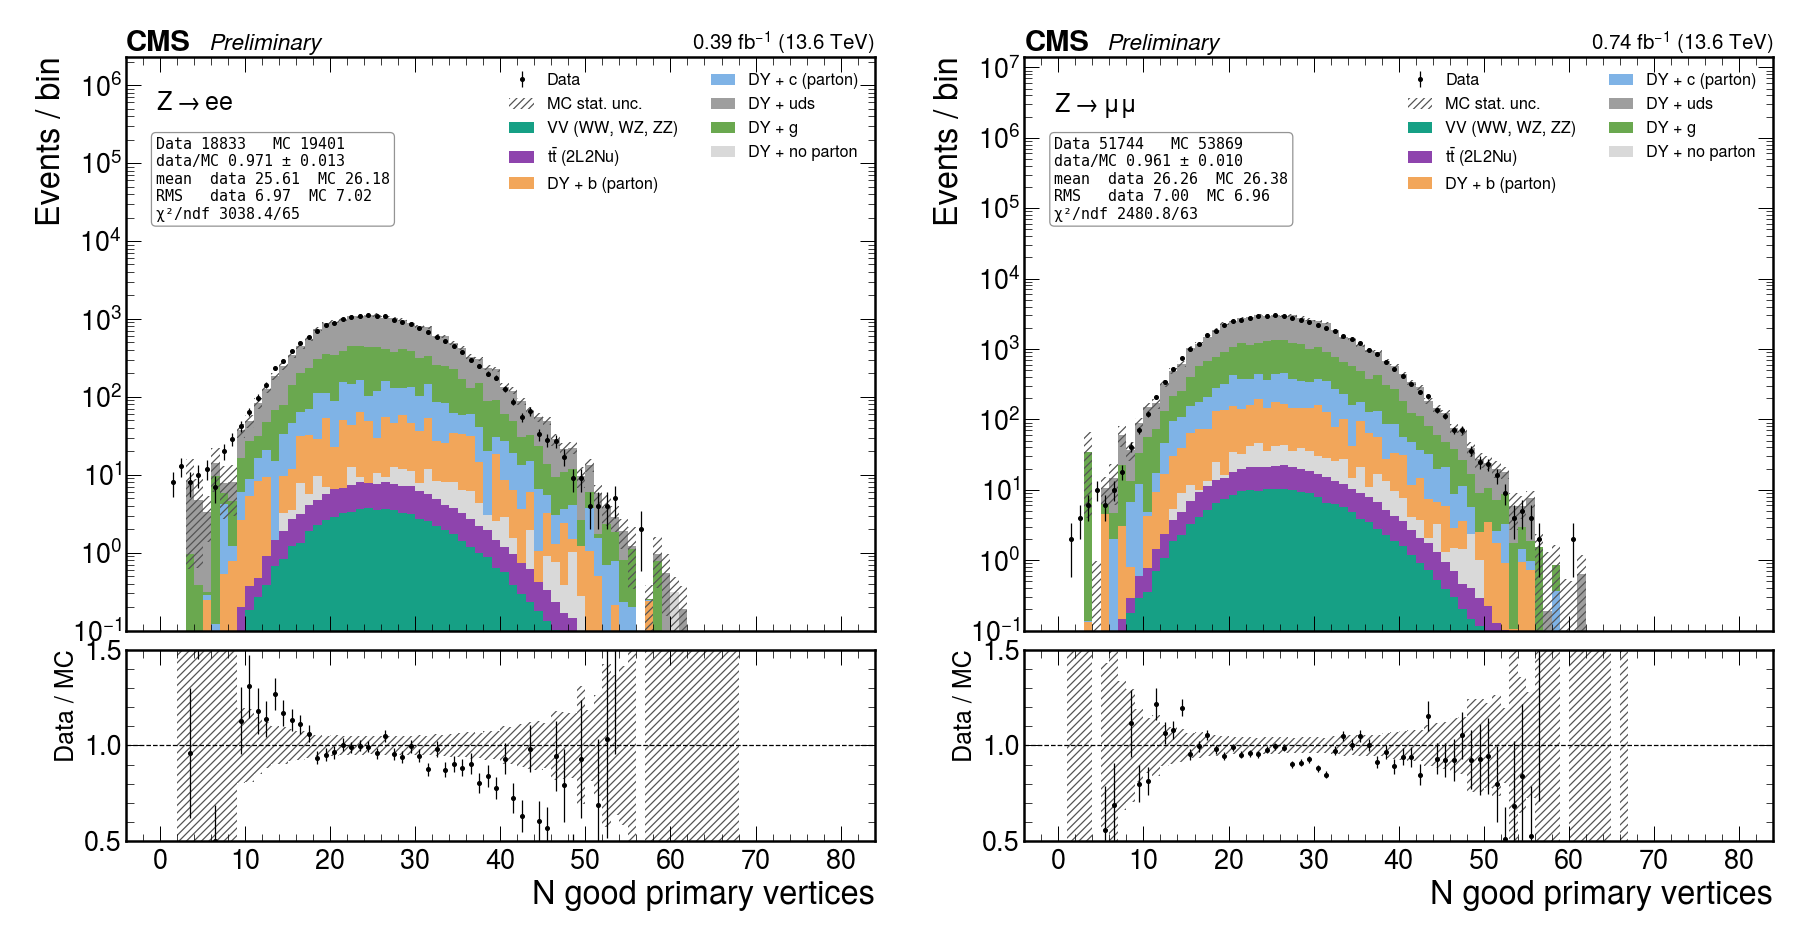 CMS Preliminary 0.39 fb⁻¹ (13.6 TeV)
Events / bin
Z → ee
Data 18833 MC 19401
data/MC 0.971 ± 0.013
mean data 25.61 MC 26.18
RMS data 6.97 MC 7.02
χ²/ndf 3038.4/65
Data
MC stat. unc.
VV (WW, WZ, ZZ)
tt̄ (2L2Nu)
DY + b (parton)
DY + c (parton)
DY + uds
DY + g
DY + no parton
10⁶
10⁵
10⁴
10³
10²
10¹
10⁰
10⁻¹
Data / MC
1.5
1.0
0.5
0 10 20 30 40 50 60 70 80
N good primary vertices
CMS Preliminary 0.74 fb⁻¹ (13.6 TeV)
Events / bin
Z → μμ
Data 51744 MC 53869
data/MC 0.961 ± 0.010
mean data 26.26 MC 26.38
RMS data 7.00 MC 6.96
χ²/ndf 2480.8/63
Data
MC stat. unc.
VV (WW, WZ, ZZ)
tt̄ (2L2Nu)
DY + b (parton)
DY + c (parton)
DY + uds
DY + g
DY + no parton
10⁷
10⁶
10⁵
10⁴
10³
10²
10¹
10⁰
10⁻¹
Data / MC
1.5
1.0
0.5
0 10 20 30 40 50 60 70 80
N good primary vertices